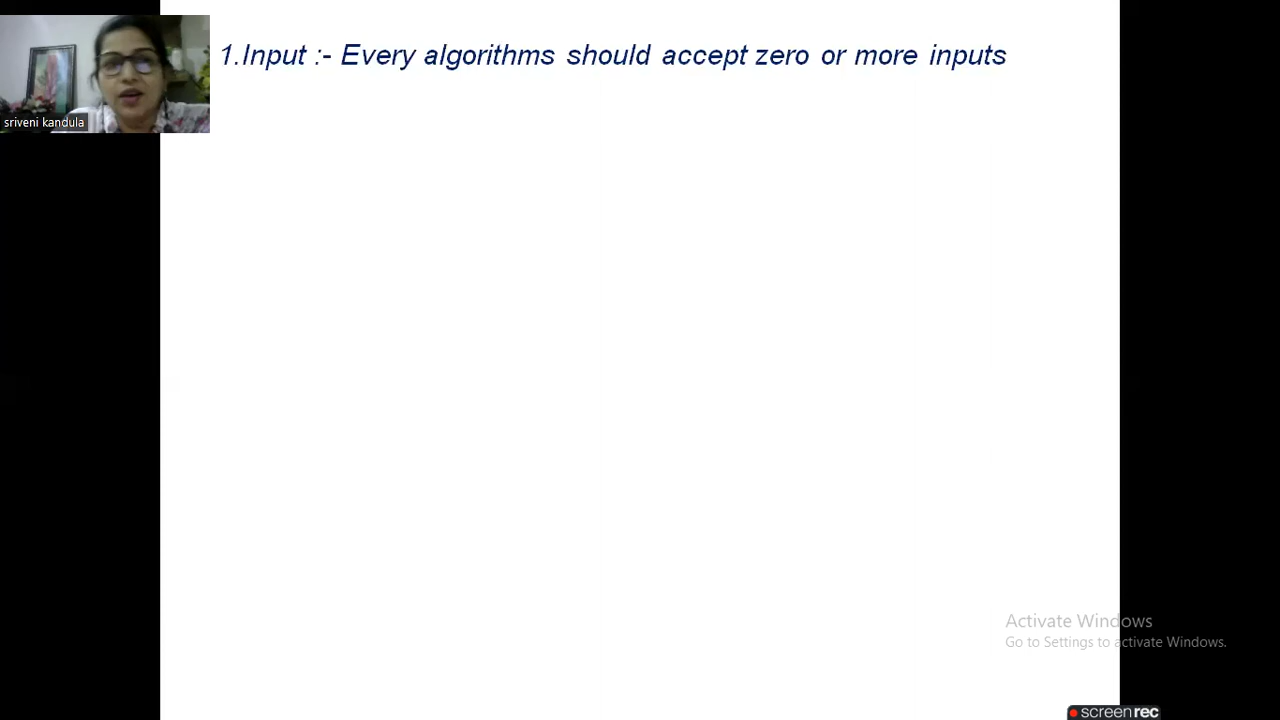 1.Input :- Every algorithms should accept zero or more inputs
sriveni kandula
Activate Windows
Go to Settings to activate Windows.
screenrec